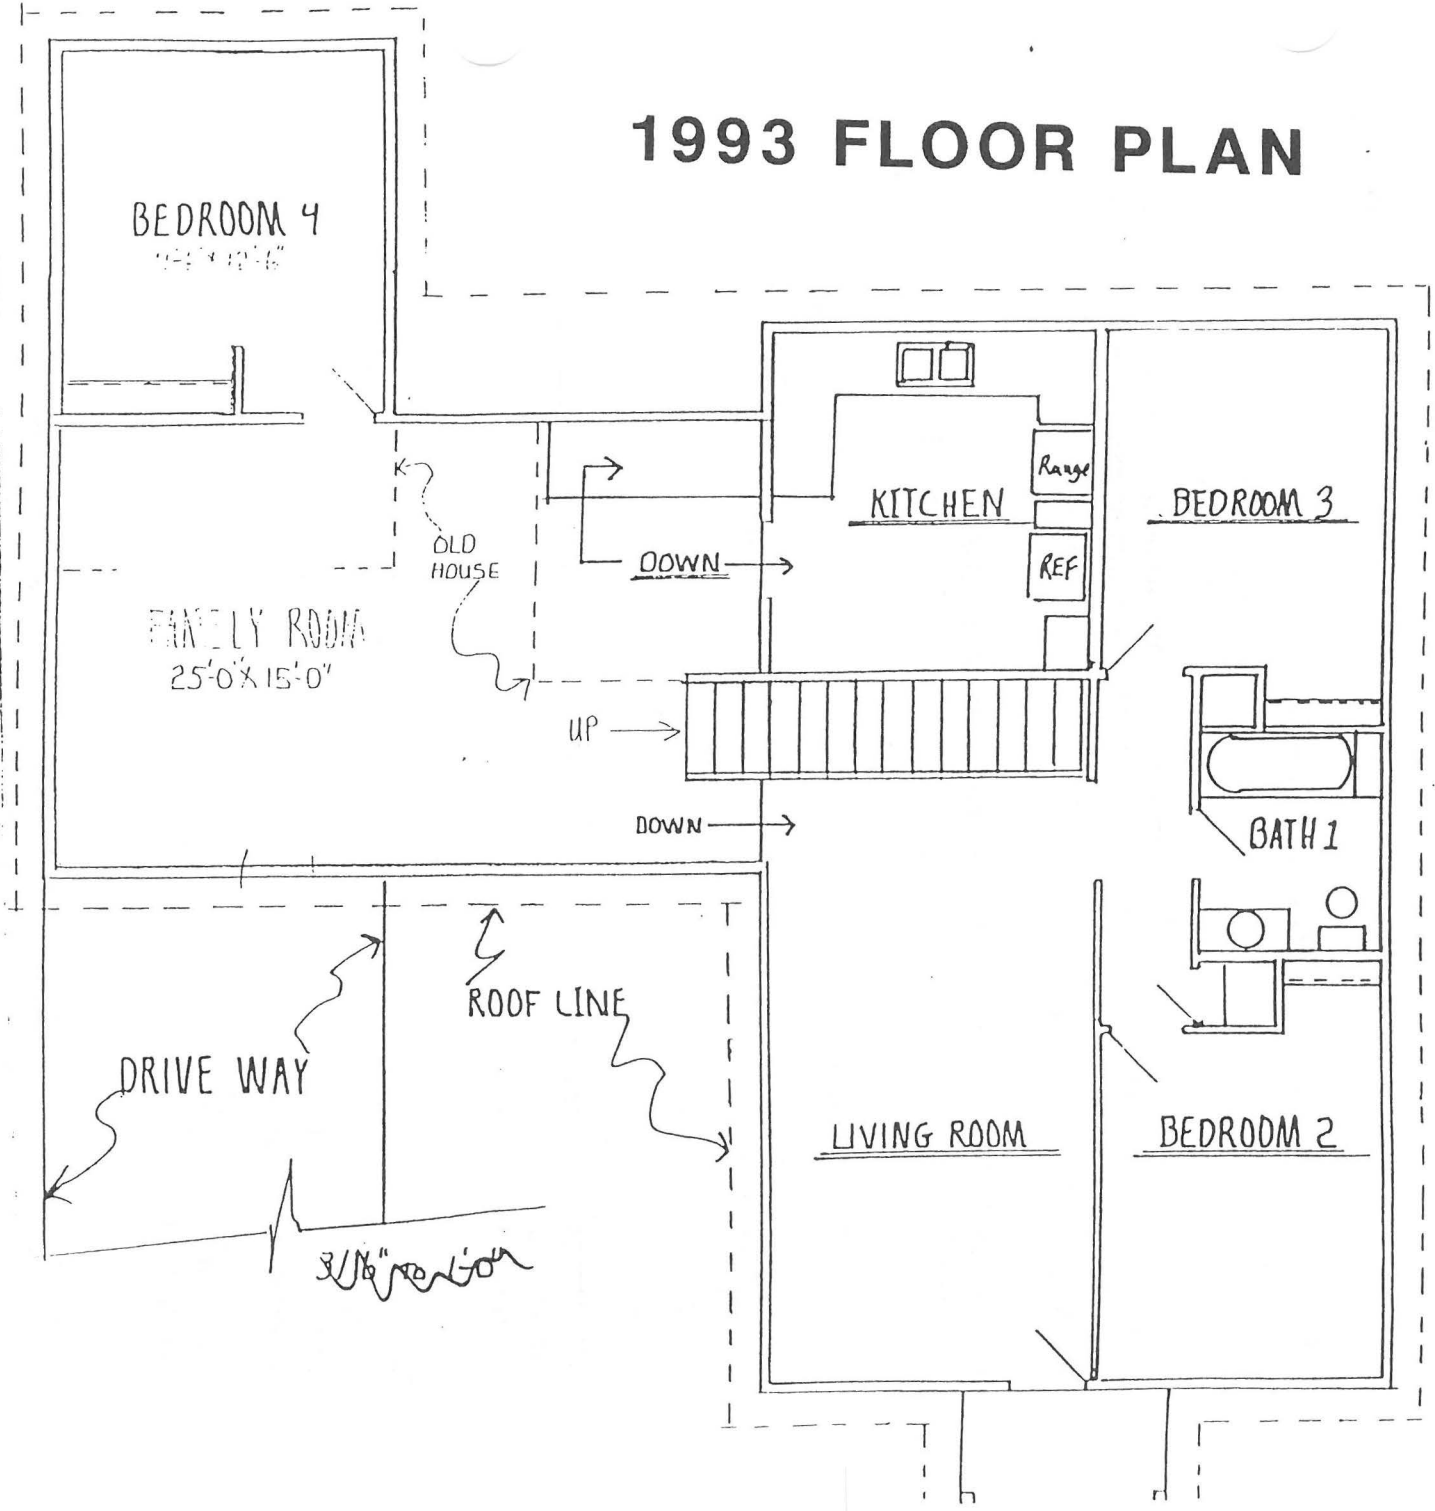 1993 FLOOR PLAN
BEDROOM 4
KITCHEN
Range
REF
BEDROOM 3
OLD
HOUSE
DOWN
FAMILY ROOM
25'-0" X 15'-0"
UP
DOWN
BATH 1
ROOF LINE
DRIVE WAY
LIVING ROOM
BEDROOM 2